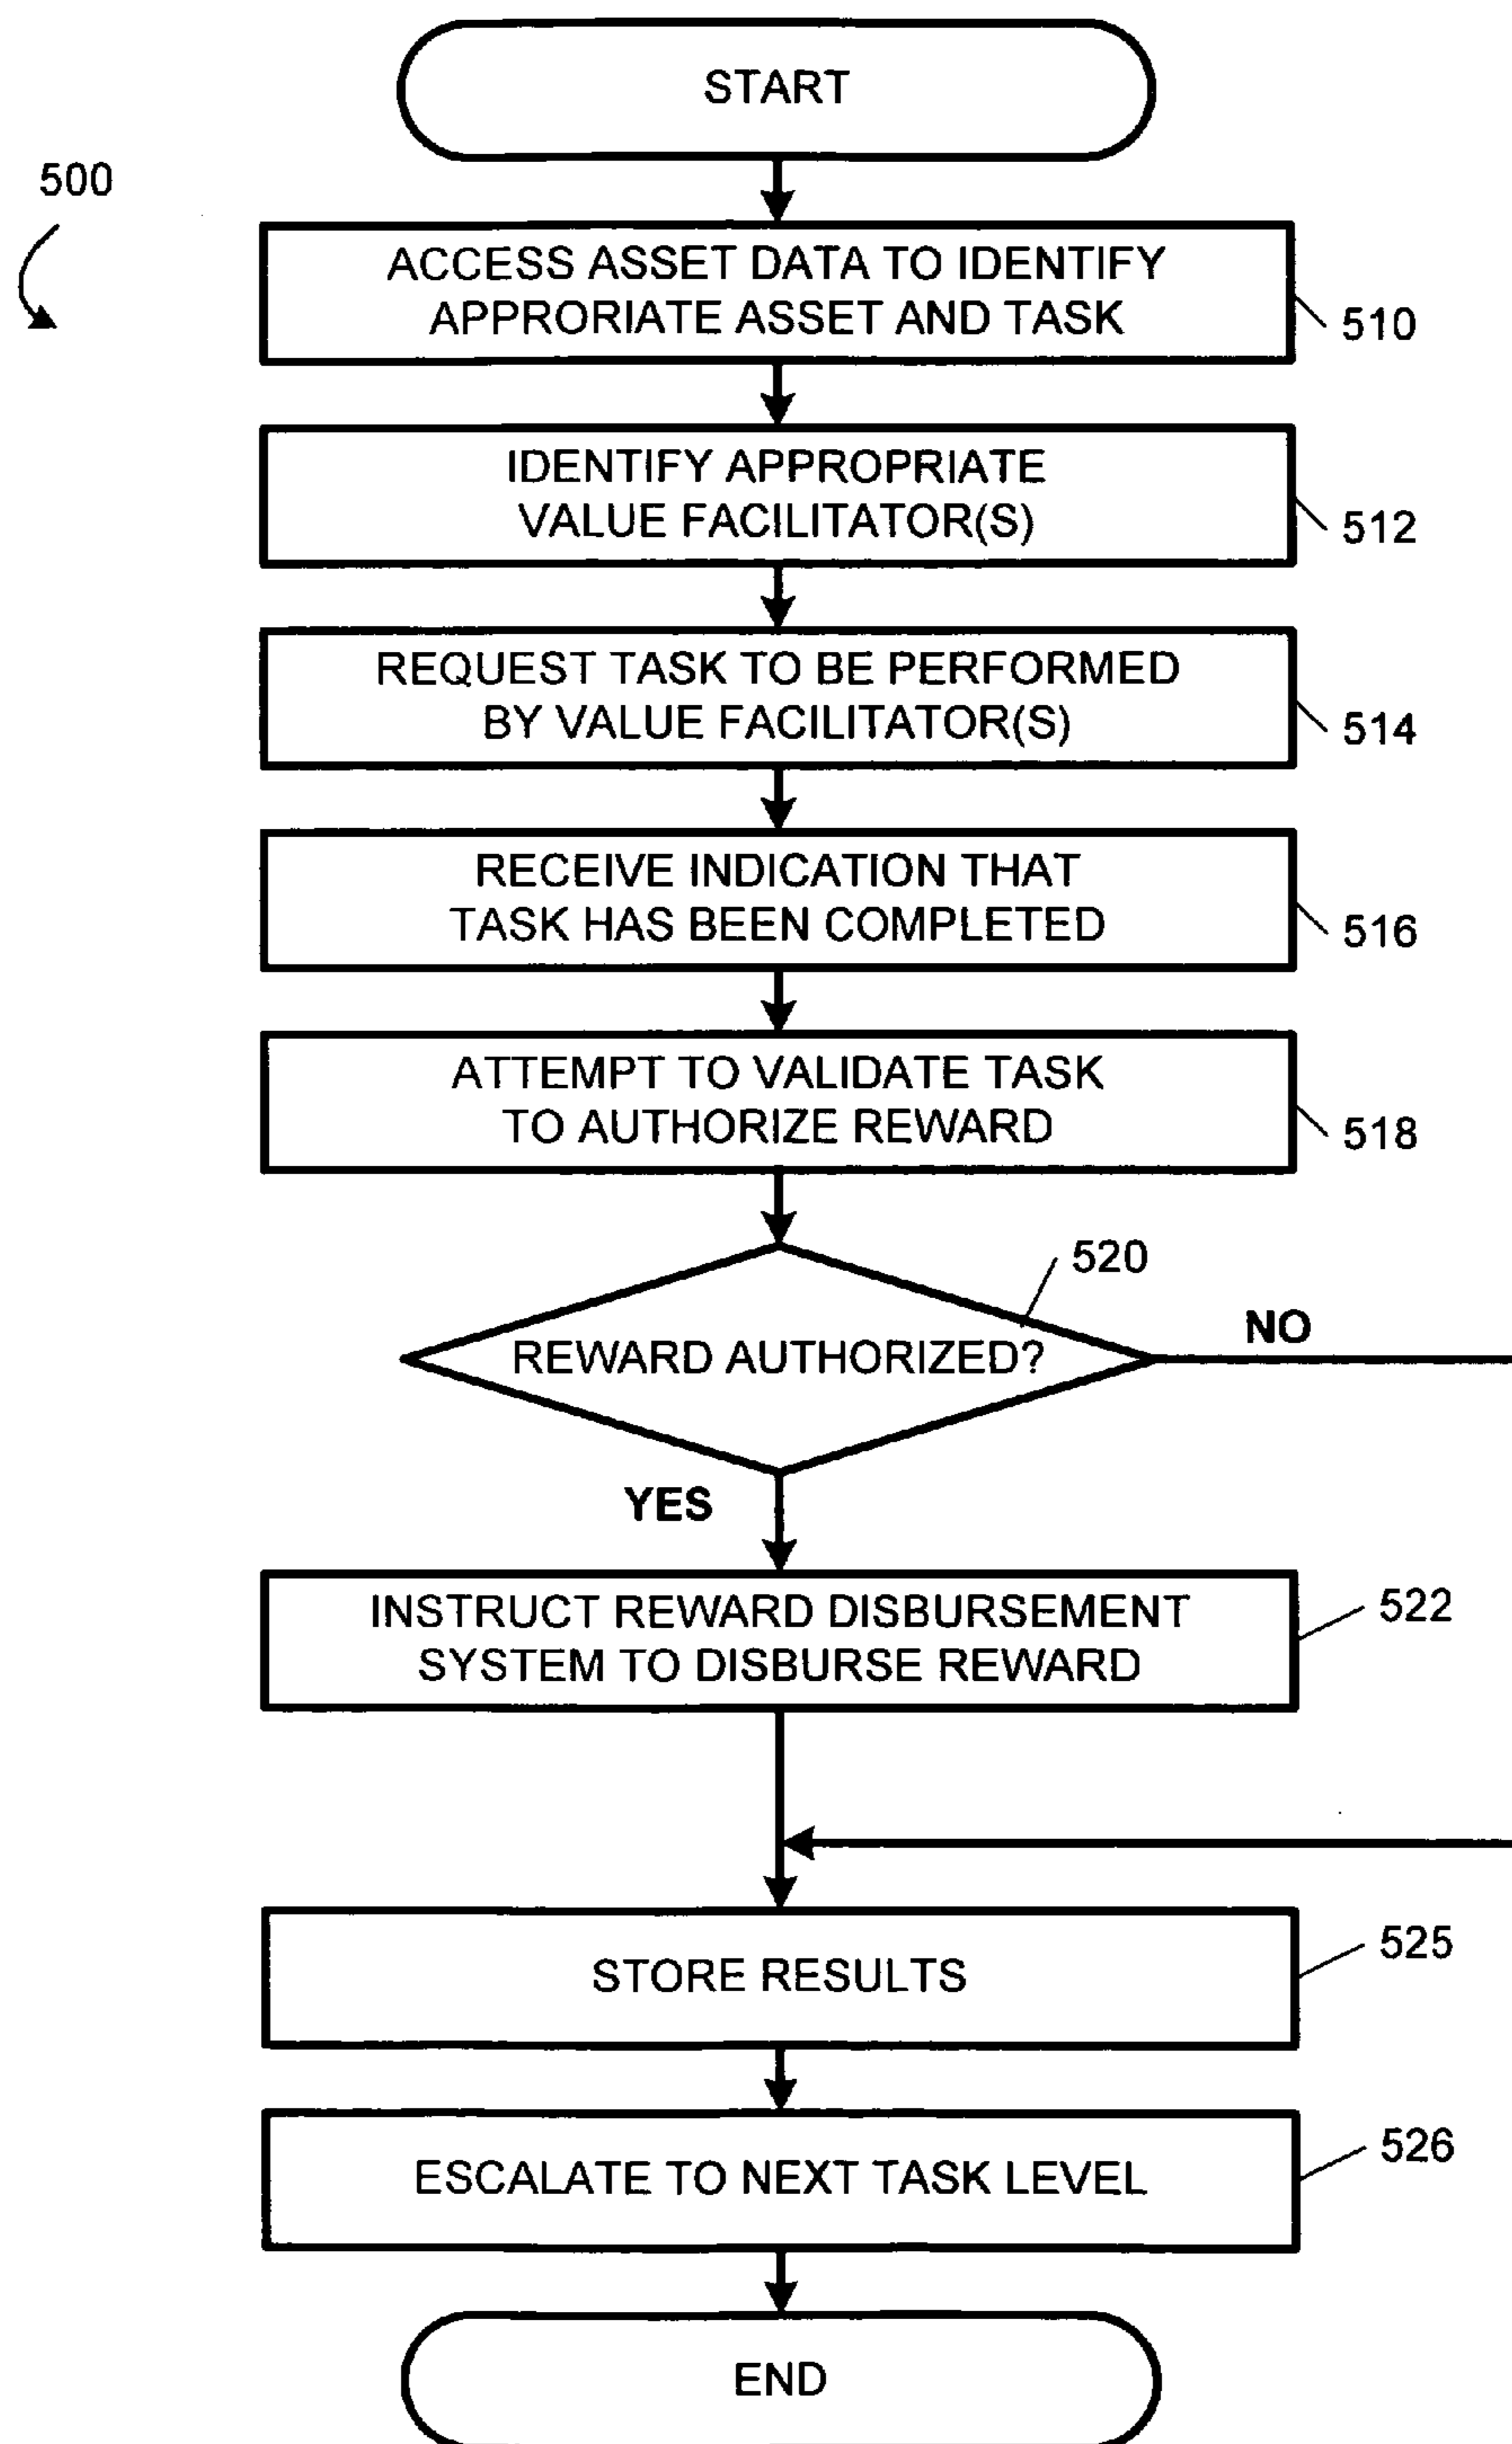 START
500
ACCESS ASSET DATA TO IDENTIFY
APPRORIATE ASSET AND TASK
510
IDENTIFY APPROPRIATE
VALUE FACILITATOR(S)
512
REQUEST TASK TO BE PERFORMED
BY VALUE FACILITATOR(S)
514
RECEIVE INDICATION THAT
TASK HAS BEEN COMPLETED
516
ATTEMPT TO VALIDATE TASK
TO AUTHORIZE REWARD
518
520
NO
REWARD AUTHORIZED?
YES
INSTRUCT REWARD DISBURSEMENT
SYSTEM TO DISBURSE REWARD
522
STORE RESULTS
525
ESCALATE TO NEXT TASK LEVEL
526
END